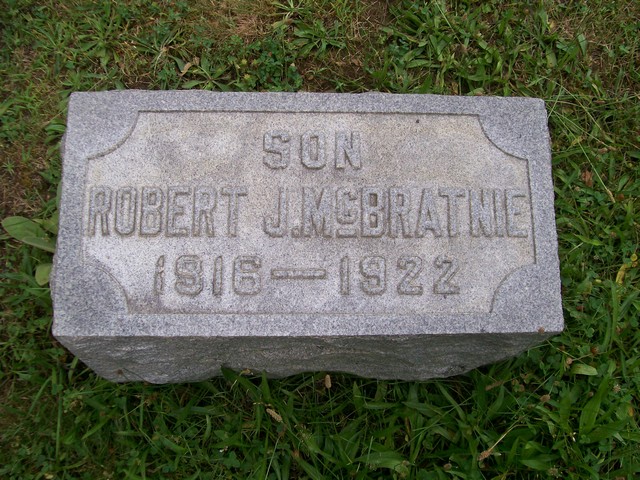 SON
ROBERT J. McBRATNIE
1916 — 1922